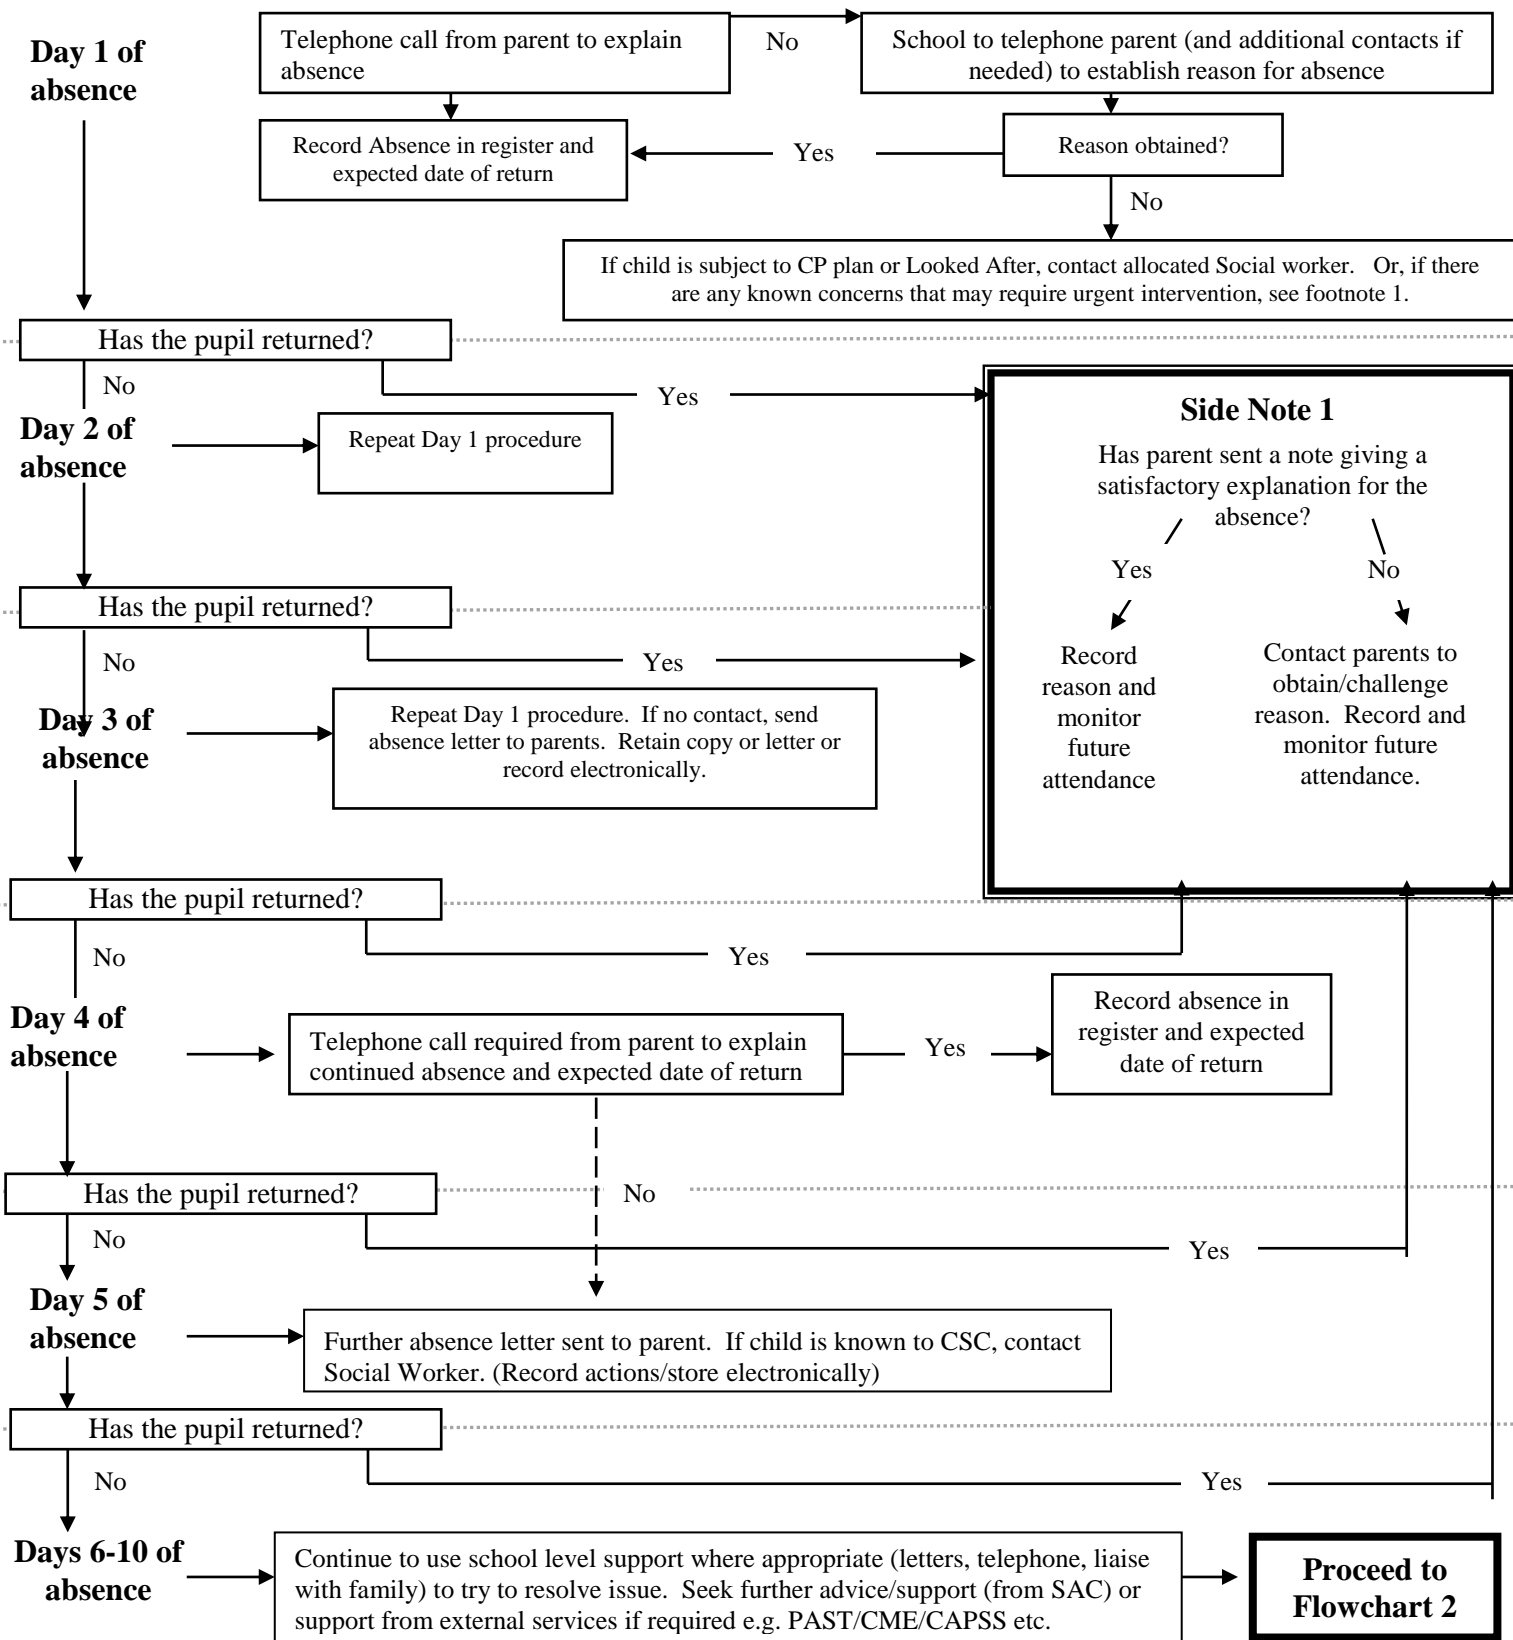 Day 1 of
absence
Telephone call from parent to explain
absence
No
School to telephone parent (and additional contacts if
needed) to establish reason for absence
Record Absence in register and
expected date of return
Yes
Reason obtained?
No
If child is subject to CP plan or Looked After, contact allocated Social worker. Or, if there
are any known concerns that may require urgent intervention, see footnote 1.
Has the pupil returned?
No
Yes
Day 2 of
absence
Repeat Day 1 procedure
Side Note 1
Has parent sent a note giving a
satisfactory explanation for the
absence?
Yes
No
Record
reason and
monitor
future
attendance
Contact parents to
obtain/challenge
reason. Record and
monitor future
attendance.
Has the pupil returned?
No
Yes
Day 3 of
absence
Repeat Day 1 procedure. If no contact, send
absence letter to parents. Retain copy or letter or
record electronically.
Has the pupil returned?
No
Yes
Day 4 of
absence
Telephone call required from parent to explain
continued absence and expected date of return
Yes
Record absence in
register and expected
date of return
Has the pupil returned?
No
No
Yes
Day 5 of
absence
Further absence letter sent to parent. If child is known to CSC, contact
Social Worker. (Record actions/store electronically)
Has the pupil returned?
No
Yes
Days 6-10 of
absence
Continue to use school level support where appropriate (letters, telephone, liaise
with family) to try to resolve issue. Seek further advice/support (from SAC) or
support from external services if required e.g. PAST/CME/CAPSS etc.
Proceed to
Flowchart 2